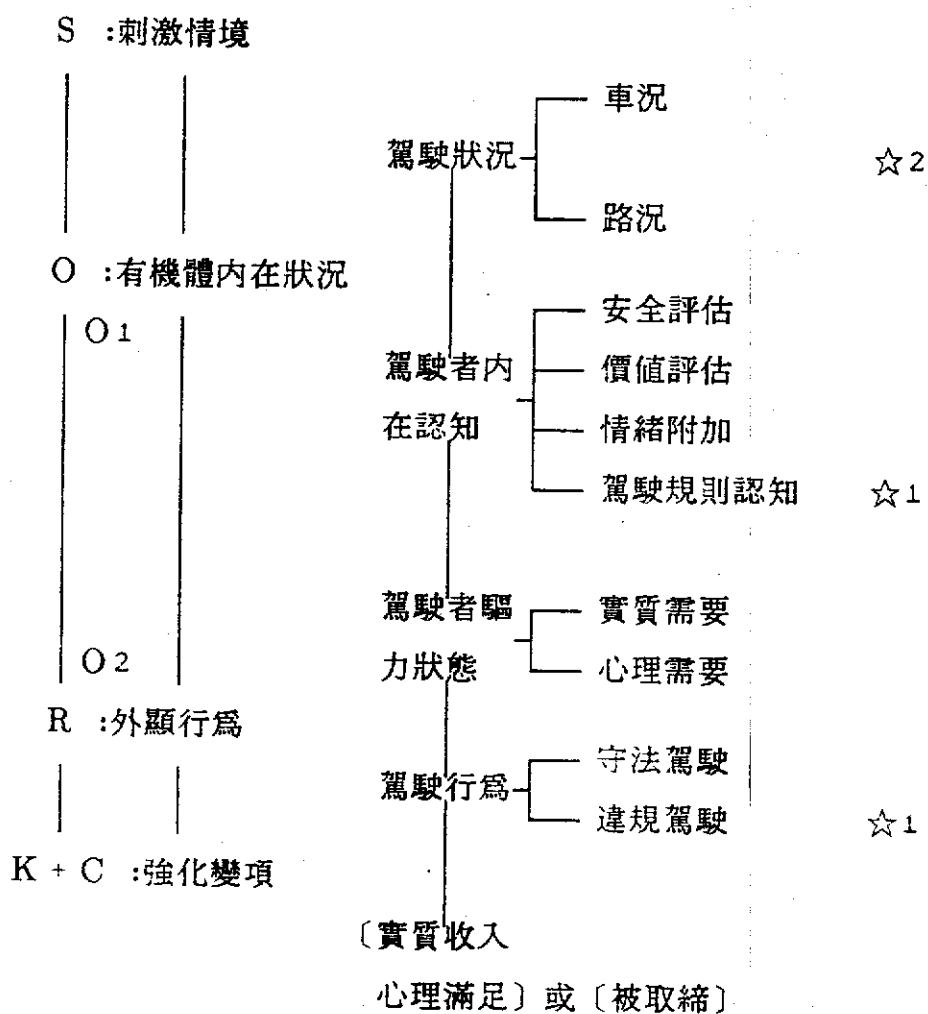 S :刺激情境
車況
駕駛狀況
☆2
路況
O :有機體内在狀況
O1
安全評估
駕駛者内
價值評估
在認知
情緒附加
駕駛規則認知 ☆1
駕駛者驅
實質需要
O2
力狀態
心理需要
R :外顯行爲
守法駕駛
駕駛行爲
違規駕駛 ☆1
K + C :強化變項
〔實質收入
心理滿足〕或〔被取締〕